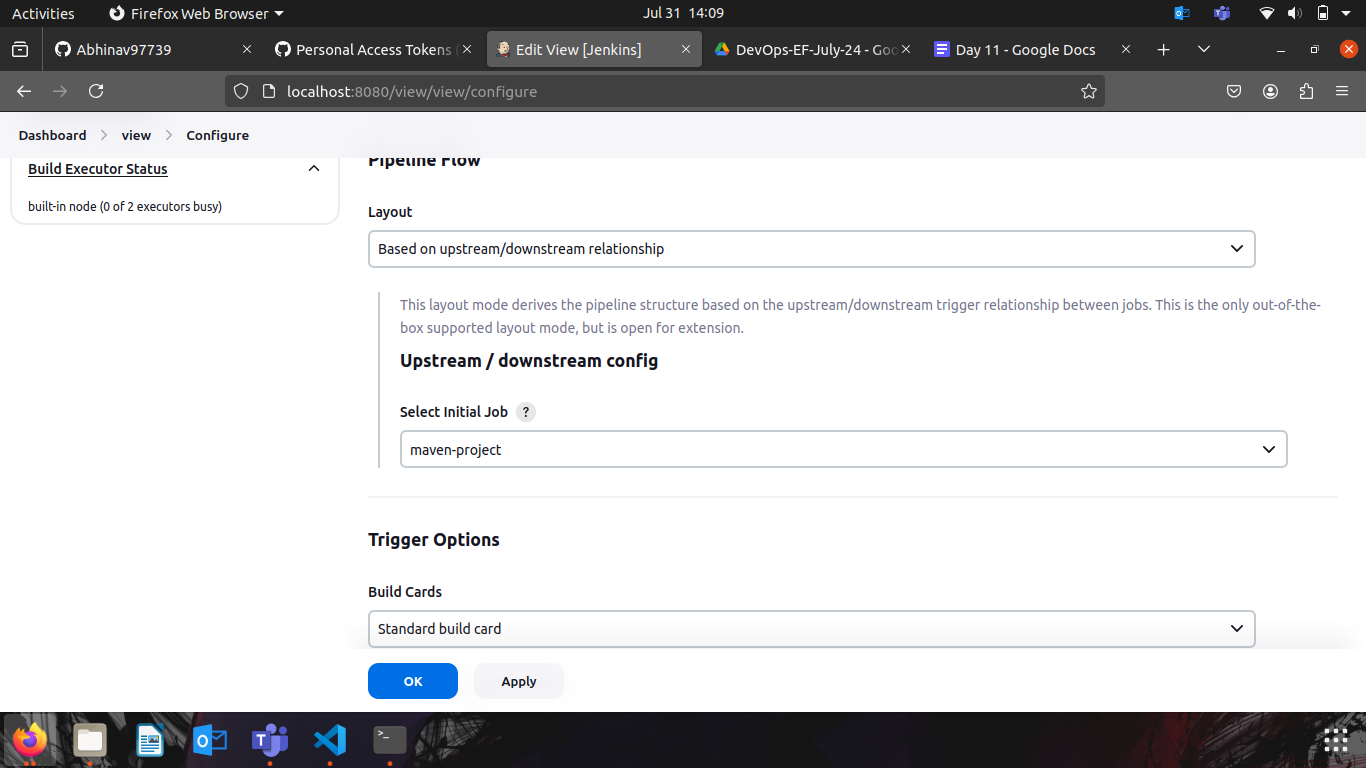 Activities
Firefox Web Browser
Jul 31 14:09
Abhinav97739
Personal Access Tokens (
Edit View [Jenkins]
DevOps-EF-July-24 - Goo
Day 11 - Google Docs
localhost:8080/view/view/configure
Dashboard
view
Configure
Build Executor Status
built-in node (0 of 2 executors busy)
Pipeline Flow
Layout
Based on upstream/downstream relationship
This layout mode derives the pipeline structure based on the upstream/downstream trigger relationship between jobs. This is the only out-of-the-
box supported layout mode, but is open for extension.
Upstream / downstream config
Select Initial Job ?
maven-project
Trigger Options
Build Cards
Standard build card
OK
Apply